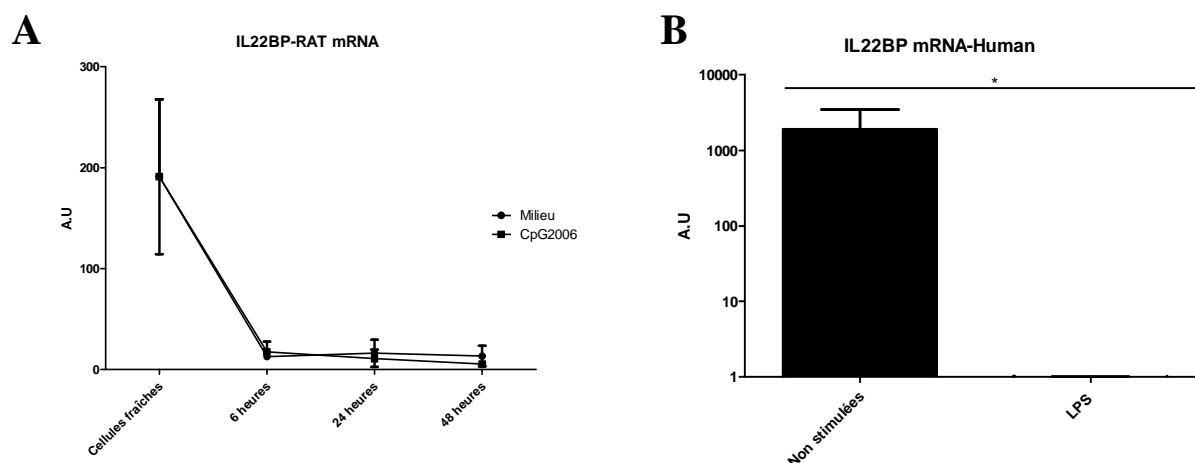 A
IL22BP-RAT mRNA
300
200
100
0
A.U
Cellules fraîches
6 heures
24 heures
48 heures
Milieu
CpG2006
B
IL22BP mRNA-Human
*
10000
1000
100
10
1
A.U
Non stimulées
LPS